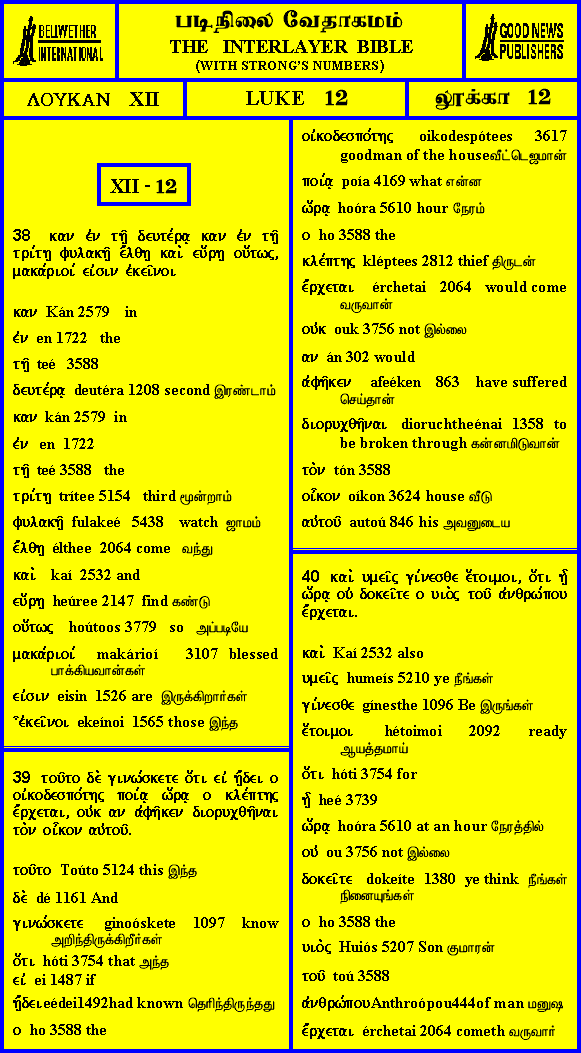 BELLWETHER
INTERNATIONAL
படிநிலை வேதாகமம்
THE INTERLAYER BIBLE
(WITH STRONG'S NUMBERS)
GOOD NEWS
PUBLISHERS
ΛΟΥΚΑΝ XII
LUKE 12
லூக்கா 12
XII - 12
38 καν ἐν τῇ δευτέρᾳ καν ἐν τῇ
τρίτῃ φυλακῇ ἔλθῃ καὶ εὕρῃ οὕτως,
μακάριοί εἰσιν ἐκεῖνοι
καν Kán 2579 in
ἐν en 1722 the
τῇ teé 3588
δευτέρᾳ deutéra 1208 second இரண்டாம்
καν kán 2579 in
ἐν en 1722
τῇ teé 3588 the
τρίτῃ trítee 5154 third மூன்றாம்
φυλακῇ fulakeé 5438 watch ஜாமம்
ἔλθῃ élthee 2064 come வந்து
καὶ kaí 2532 and
εὕρῃ heúree 2147 find கண்டு
οὕτως hoútoos 3779 so அப்படியே
μακάριοί makárioí 3107 blessed
பாக்கியவான்கள்
εἰσιν eisin 1526 are இருக்கிறார்கள்
ἐκεῖνοι ekeínoi 1565 those இந்த
39 τοῦτο δὲ γινώσκετε ὅτι εἰ ᾔδει ο
οἰκοδεσπότης ποίᾳ ὥρᾳ ο κλέπτης
ἔρχεται, οὐκ αν ἀφῆκεν διορυχθῆναι
τὸν οἶκον αὐτοῦ.
τοῦτο Toúto 5124 this இந்த
δὲ dé 1161 And
γινώσκετε ginoóskete 1097 know
அறிந்திருக்கிறீர்கள்
ὅτι hóti 3754 that அந்த
εἰ ei 1487 if
ᾔδει eédei1492had known தெரிந்திருந்தது
ο ho 3588 the
οἰκοδεσπότης oikodespótees 3617
goodman of the houseவீட்டெஜமான்
ποίᾳ poía 4169 what என்ன
ὥρᾳ hoóra 5610 hour நேரம்
ο ho 3588 the
κλέπτης kléptees 2812 thief திருடன்
ἔρχεται érchetai 2064 would come
வருவான்
οὐκ ouk 3756 not இல்லை
αν án 302 would
ἀφῆκεν afeéken 863 have suffered
செய்தான்
διορυχθῆναι dioruchtheénai 1358 to
be broken through கன்னமிடுவான்
τὸν tón 3588
οἶκον oíkon 3624 house வீடு
αὐτοῦ autoú 846 his அவனுடைய
40 καὶ υμεῖς γίνεσθε ἕτοιμοι, ὅτι ᾗ
ὥρᾳ οὐ δοκεῖτε ο υιὸς τοῦ ἀνθρώπου
ἔρχεται.
καὶ Kaí 2532 also
υμεῖς humeís 5210 ye நீங்கள்
γίνεσθε gínesthe 1096 Be இருங்கள்
ἕτοιμοι hétoimoi 2092 ready
ஆயத்தமாய்
ὅτι hóti 3754 for
ᾗ heé 3739
ὥρᾳ hoóra 5610 at an hour நேரத்தில்
οὐ ou 3756 not இல்லை
δοκεῖτε dokeíte 1380 ye think நீங்கள்
நினையுங்கள்
ο ho 3588 the
υιὸς Huiós 5207 Son குமாரன்
τοῦ toú 3588
ἀνθρώπουAnthroópou444of man மனுஷ
ἔρχεται érchetai 2064 cometh வருவார்